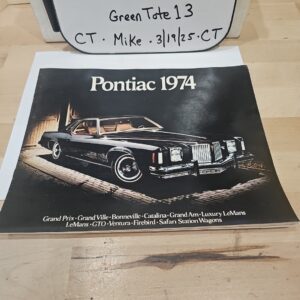 GreenTote 13
CT • Mike • 3/19/25 • CT
Pontiac 1974
Grand Prix • Grand Ville • Bonneville • Catalina • Grand Am • Luxury LeMans
LeMans • GTO • Ventura • Firebird • Safari Station Wagons